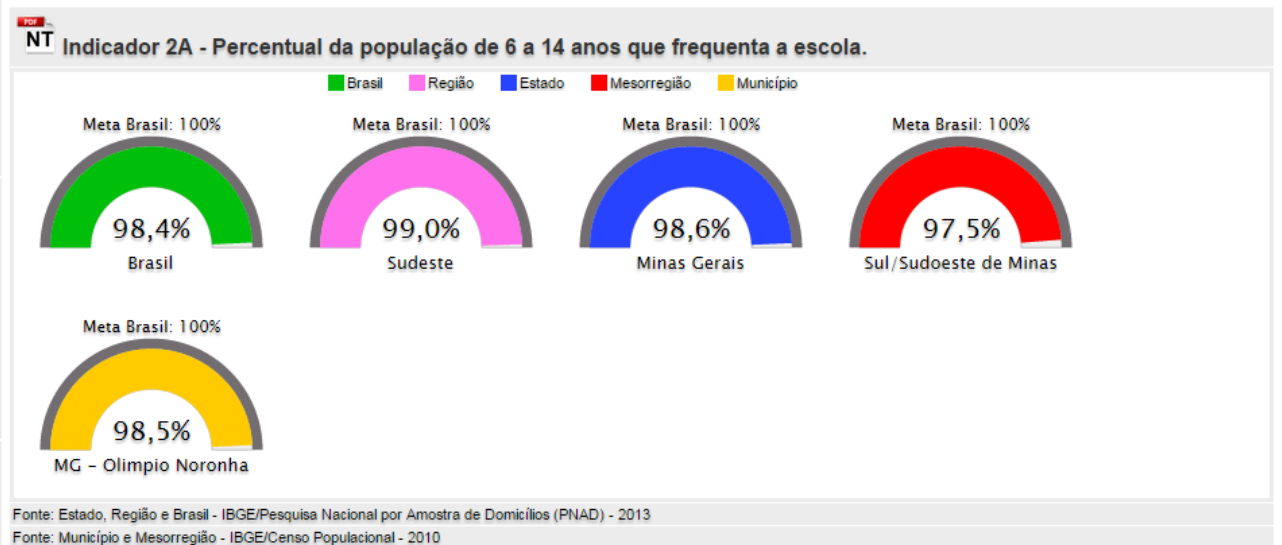 PDF
NT
Indicador 2A - Percentual da população de 6 a 14 anos que frequenta a escola.
Brasil Região Estado Mesorregião Município
Meta Brasil: 100% Meta Brasil: 100% Meta Brasil: 100% Meta Brasil: 100%
98,4% 99,0% 98,6% 97,5%
Brasil Sudeste Minas Gerais Sul/Sudoeste de Minas
Meta Brasil: 100%
98,5%
MG - Olimpio Noronha
Fonte: Estado, Região e Brasil - IBGE/Pesquisa Nacional por Amostra de Domicílios (PNAD) - 2013
Fonte: Município e Mesorregião - IBGE/Censo Populacional - 2010